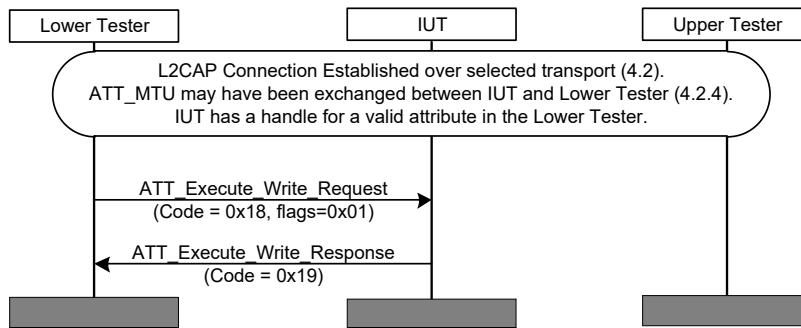 Lower Tester
IUT
Upper Tester
L2CAP Connection Established over selected transport (4.2).
ATT_MTU may have been exchanged between IUT and Lower Tester (4.2.4).
IUT has a handle for a valid attribute in the Lower Tester.
ATT_Execute_Write_Request
(Code = 0x18, flags=0x01)
ATT_Execute_Write_Response
(Code = 0x19)